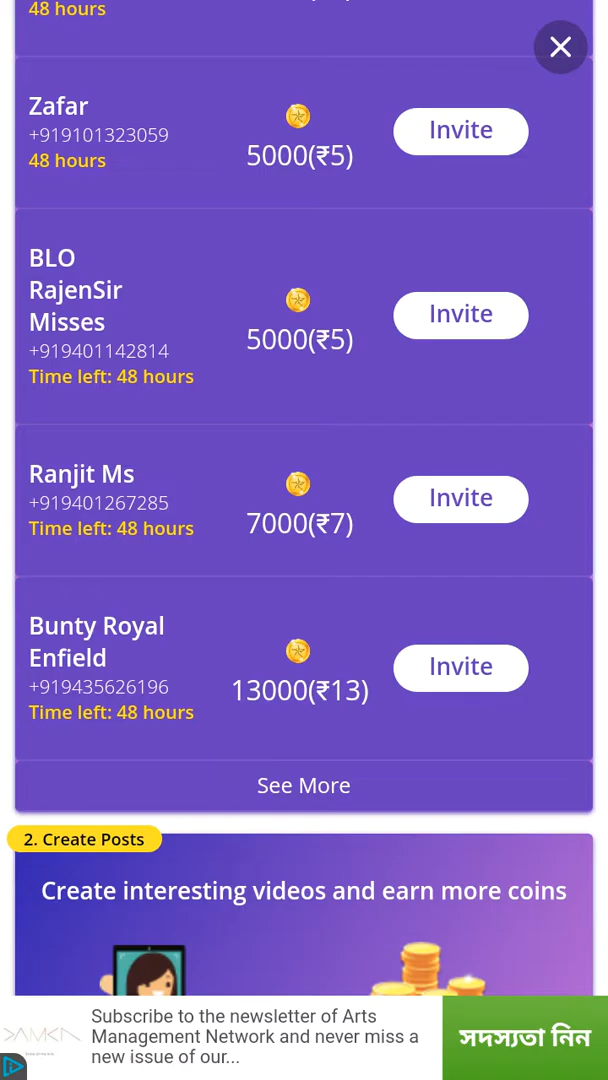 48 hours
Zafar
+919101323059
48 hours
5000(₹5)
Invite
BLO
RajenSir
Misses
+919401142814
Time left: 48 hours
5000(₹5)
Invite
Ranjit Ms
+919401267285
Time left: 48 hours
7000(₹7)
Invite
Bunty Royal
Enfield
+919435626196
Time left: 48 hours
13000(₹13)
Invite
See More
2. Create Posts
Create interesting videos and earn more coins
Subscribe to the newsletter of Arts
Management Network and never miss a
new issue of our...
সদস্যতা নিন